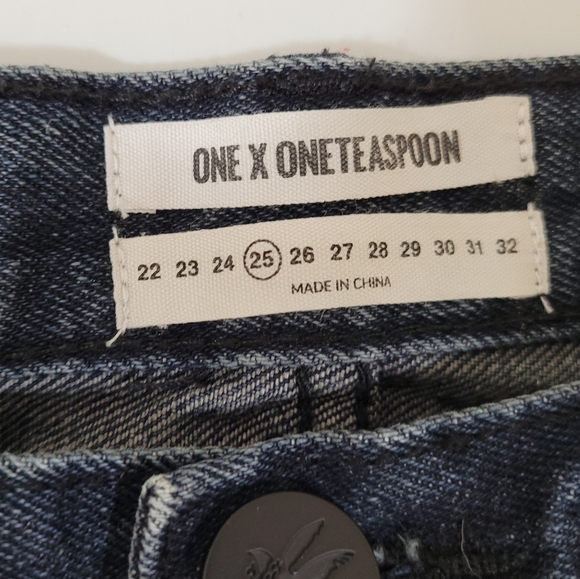 ONE X ONETEASPOON
22 23 24 25 26 27 28 29 30 31 32
MADE IN CHINA